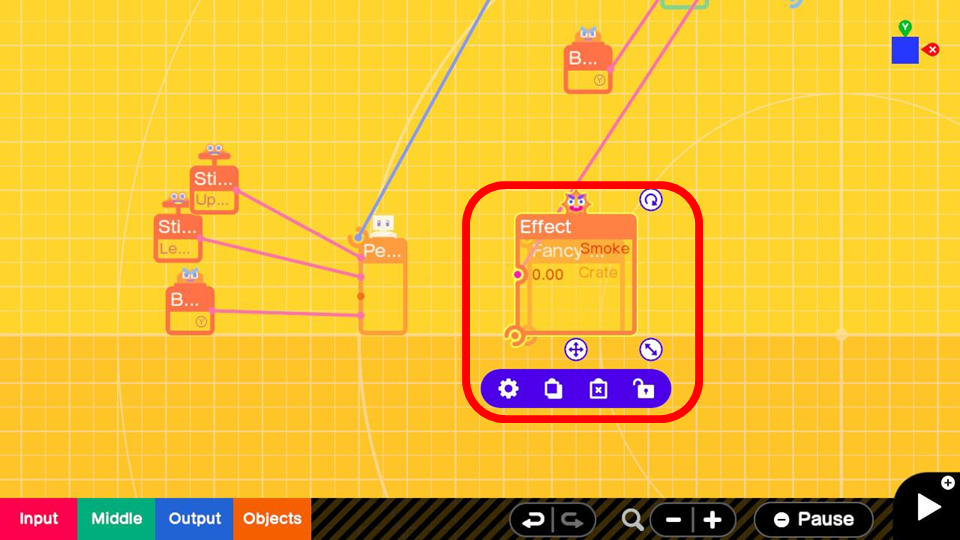 Y
X
B...
Y
Sti...
Up...
Sti...
Le...
Pe...
B...
Y
Effect
Fancy ...
Smoke
0.00
Crate
Input
Middle
Output
Objects
Pause